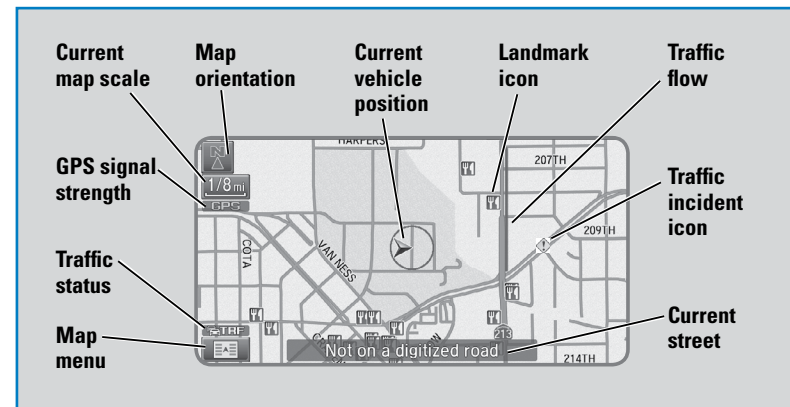 Current
map scale
Map
orientation
Current
vehicle
position
Landmark
icon
Traffic
flow
GPS signal
strength
Traffic
status
Map
menu
Traffic
incident
icon
Current
street
N
1/8 mi
GPS
HARPERS
207TH
209TH
COTA
VAN NESS
TRF
213
Not on a digitized road
214TH